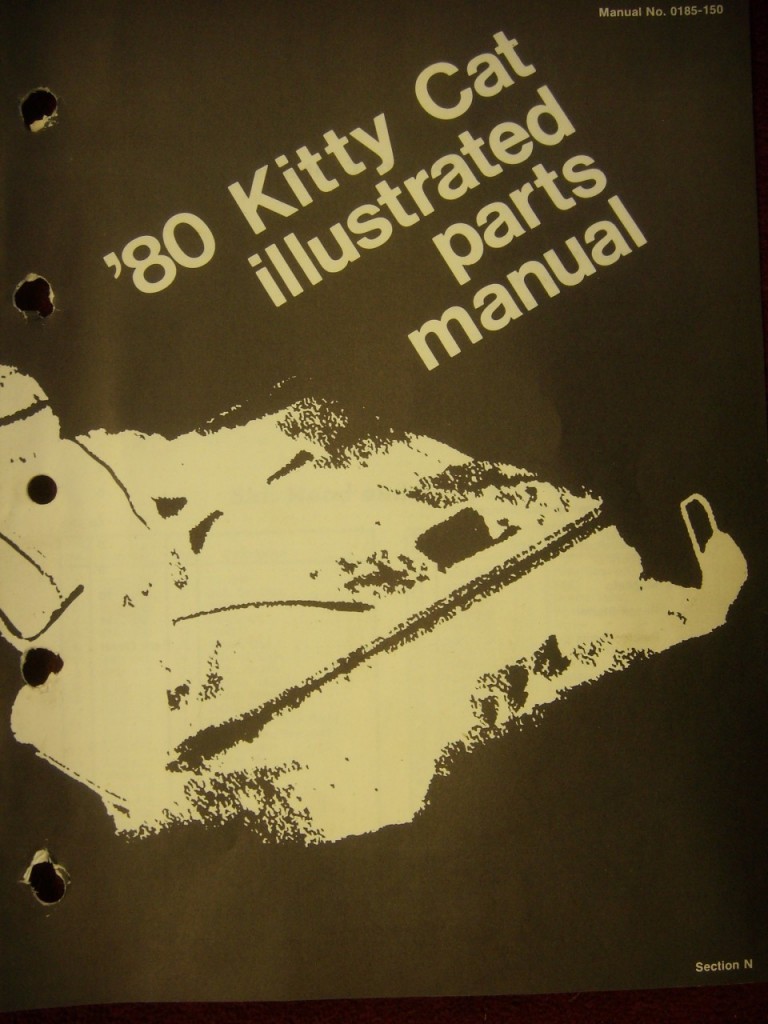 Manual No. 0185-150
'80 Kitty Cat
illustrated
parts
manual
Section N